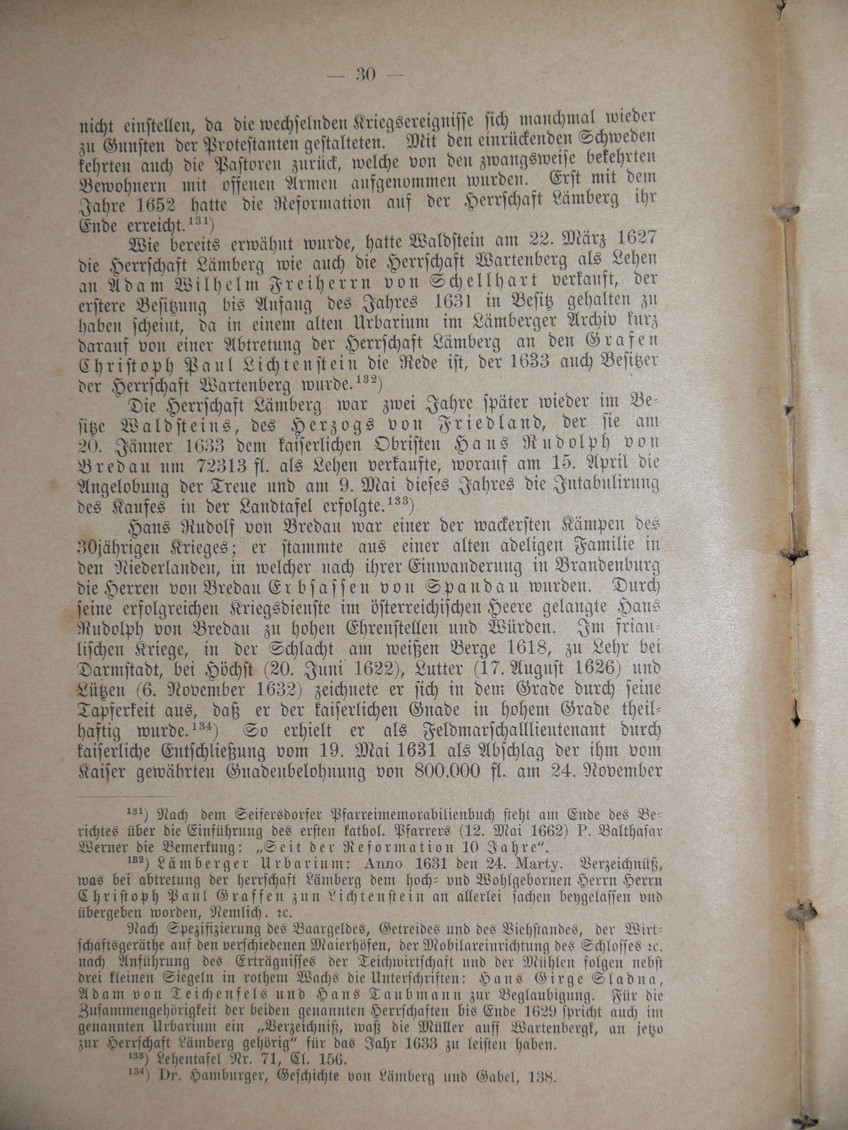 — 30 —
nicht einstellen, da die wechselnden Kriegsereignisse sich manchmal wieder
zu Gunsten der Protestanten gestalteten. Mit den einrückenden Schweden
kehrten auch die Pastoren zurück, welche von den zwangsweise bekehrten
Bewohnern mit offenen Armen aufgenommen wurden. Erst mit dem
Jahre 1652 hatte die Reformation auf der Herrschaft Lämberg ihr
Ende erreicht.¹³¹)
Wie bereits erwähnt wurde, hatte Waldstein am 22. März 1627
die Herrschaft Lämberg wie auch die Herrschaft Wartenberg als Lehen
an Adam Wilhelm Freiherrn von Schellhart verkauft, der
erstere Besitzung bis Anfang des Jahres 1631 in Besitz gehalten zu
haben scheint, da in einem alten Urbarium im Lämberger Archiv kurz
darauf von einer Abtretung der Herrschaft Lämberg an den Grafen
Christoph Paul Lichtenstein die Rede ist, der 1633 auch Besitzer
der Herrschaft Wartenberg wurde.¹³²)
Die Herrschaft Lämberg war zwei Jahre später wieder im Be-
sitze Waldsteins, des Herzogs von Friedland, der sie am
20. Jänner 1633 dem kaiserlichen Obristen Hans Rudolph von
Bredau um 72313 fl. als Lehen verkaufte, worauf am 15. April die
Angelobung der Treue und am 9. Mai dieses Jahres die Intabulirung
des Kaufes in der Landtafel erfolgte.¹³³)
Hans Rudolf von Bredau war einer der wackersten Kämpen des
30jährigen Krieges; er stammte aus einer alten adeligen Familie in
den Niederlanden, in welcher nach ihrer Einwanderung in Brandenburg
die Herren von Bredau Erbsassen von Spandau wurden. Durch
seine erfolgreichen Kriegsdienste im österreichischen Heere gelangte Hans
Rudolph von Bredau zu hohen Ehrenstellen und Würden. Im friau-
lischen Kriege, in der Schlacht am weißen Berge 1618, zu Lehr bei
Darmstadt, bei Höchst (20. Juni 1622), Lutter (17. August 1626) und
Lützen (6. November 1632) zeichnete er sich in dem Grade durch seine
Tapferkeit aus, daß er der kaiserlichen Gnade in hohem Grade theil-
haftig wurde.¹³⁴) So erhielt er als Feldmarschalllieutenant durch
kaiserliche Entschließung vom 19. Mai 1631 als Abschlag der ihm vom
Kaiser gewährten Gnadenbelohnung von 800.000 fl. am 24. November
¹³¹) Nach dem Seifersdorfer Pfarreimemorabilienbuch steht am Ende des Be-
richtes über die Einführung des ersten kathol. Pfarrers (12. Mai 1662) P. Balthasar
Werner die Bemerkung: „Seit der Reformation 10 Jahre“.
¹³²) Lämberger Urbarium: Anno 1631 den 24. Marty. Verzeichnüß,
was bei abtretung der herrschaft Lämberg dem hoch- vnd Wohlgebornen Herrn Herrn
Christoph Paul Graffen zun Lichtenstein an allerlei sachen beygelassen vnd
übergeben worden, Nemlich. ꝛc.
Nach Spezifizierung des Baargeldes, Getreides und des Viehstandes, der Wirt-
schaftsgeräthe auf den verschiedenen Maierhöfen, der Mobilareinrichtung des Schlosses ꝛc.
nach Anführung des Erträgnisses der Teichwirtschaft und der Mühlen folgen nebst
drei kleinen Siegeln in rothem Wachs die Unterschriften: Hans Girge Sladna,
Adam von Teichenfels und Hans Taubmann zur Beglaubigung. Für die
Zusammengehörigkeit der beiden genannten Herrschaften bis Ende 1629 spricht auch im
genannten Urbarium ein „Verzeichniß, waß die Müller auff Wartenbergk, an jetzo
zur Herrschaft Lämberg gehörig“ für das Jahr 1633 zu leisten haben.
¹³³) Lehentafel Nr. 71, Cl. 156.
¹³⁴) Dr. Hamburger, Geschichte von Lämberg und Gabel, 138.